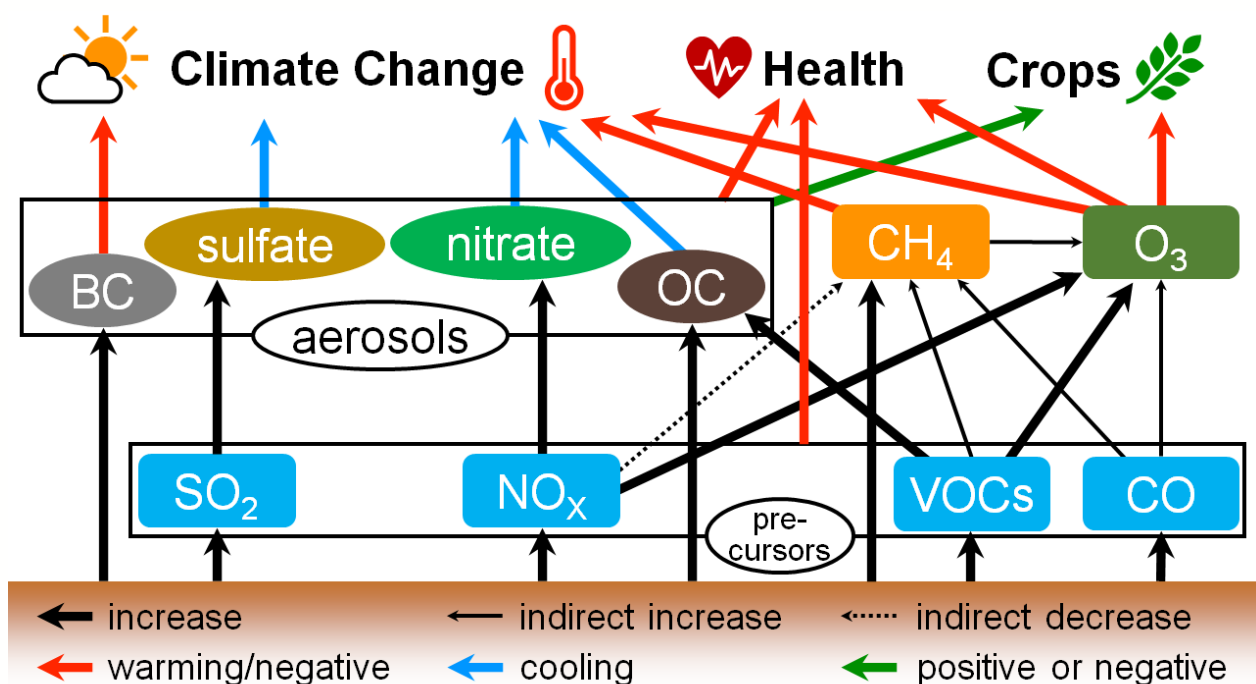 Climate Change
Health
Crops
sulfate
nitrate
CH₄
O₃
BC
OC
aerosols
SO₂
NOₓ
VOCs
CO
pre-
cursors
increase
indirect increase
indirect decrease
warming/negative
cooling
positive or negative